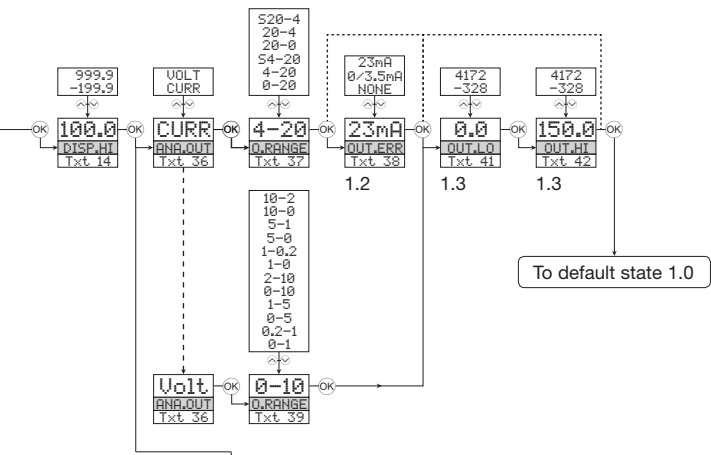 S20-4
20-4
20-0
S4-20
4-20
0-20
999.9
-199.9
VOLT
CURR
23mA
0/3.5mA
NONE
4172
-328
4172
-328
OK
100.0
DISP.HI
Txt 14
OK
CURR
ANA.OUT
Txt 36
OK
4-20
O.RANGE
Txt 37
OK
23mA
OUT.ERR
Txt 38
1.2
OK
0.0
OUT.LO
Txt 41
1.3
OK
150.0
OUT.HI
Txt 42
1.3
OK
To default state 1.0
10-2
10-0
5-1
5-0
1-0.2
1-0
2-10
0-10
1-5
0-5
0.2-1
0-1
Volt
ANA.OUT
Txt 36
OK
0-10
O.RANGE
Txt 39
OK